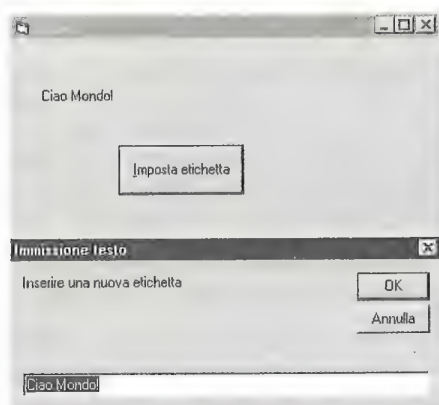 Ciao Mondo!
Imposta etichetta
Immissione testo
Inserire una nuova etichetta
OK
Annulla
Ciao Mondo!